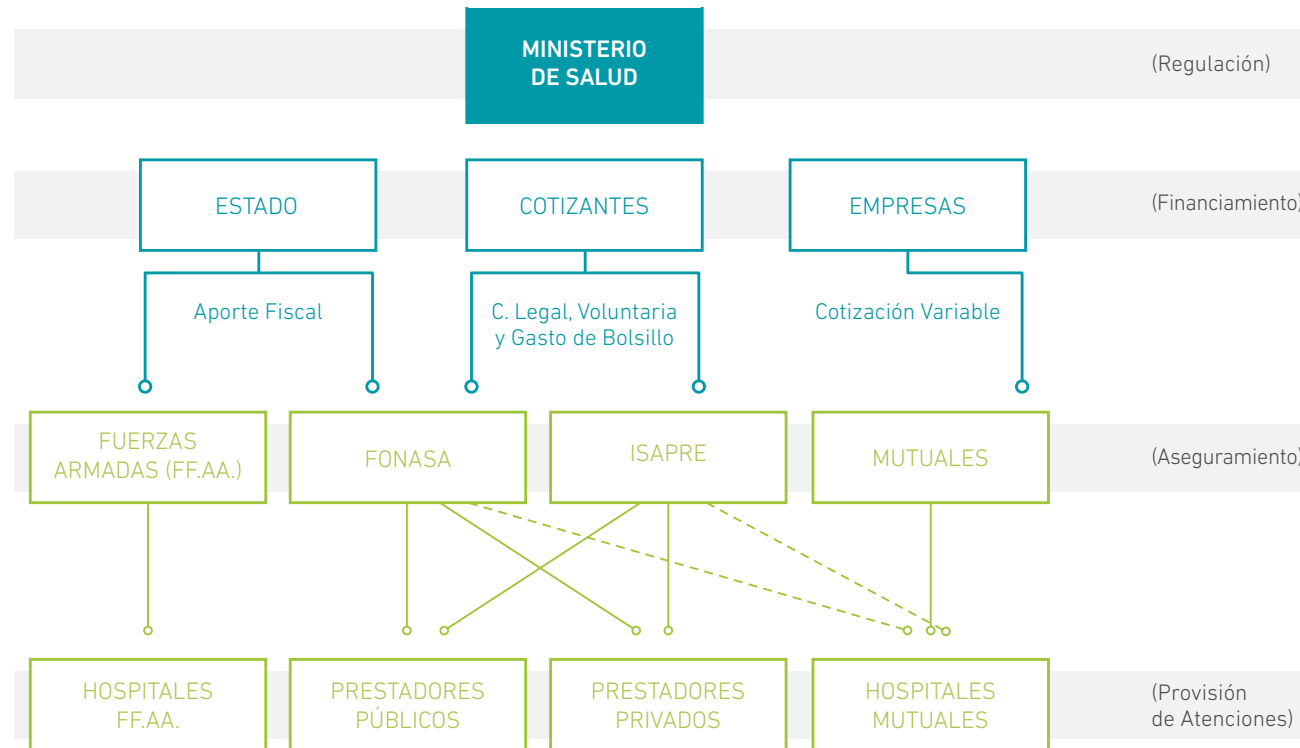 MINISTERIO
DE SALUD
(Regulación)
ESTADO
COTIZANTES
EMPRESAS
(Financiamiento)
Aporte Fiscal
C. Legal, Voluntaria
y Gasto de Bolsillo
Cotización Variable
FUERZAS
ARMADAS (FF.AA.)
FONASA
ISAPRE
MUTUALES
(Aseguramiento)
HOSPITALES
FF.AA.
PRESTADORES
PÚBLICOS
PRESTADORES
PRIVADOS
HOSPITALES
MUTUALES
(Provisión
de Atenciones)